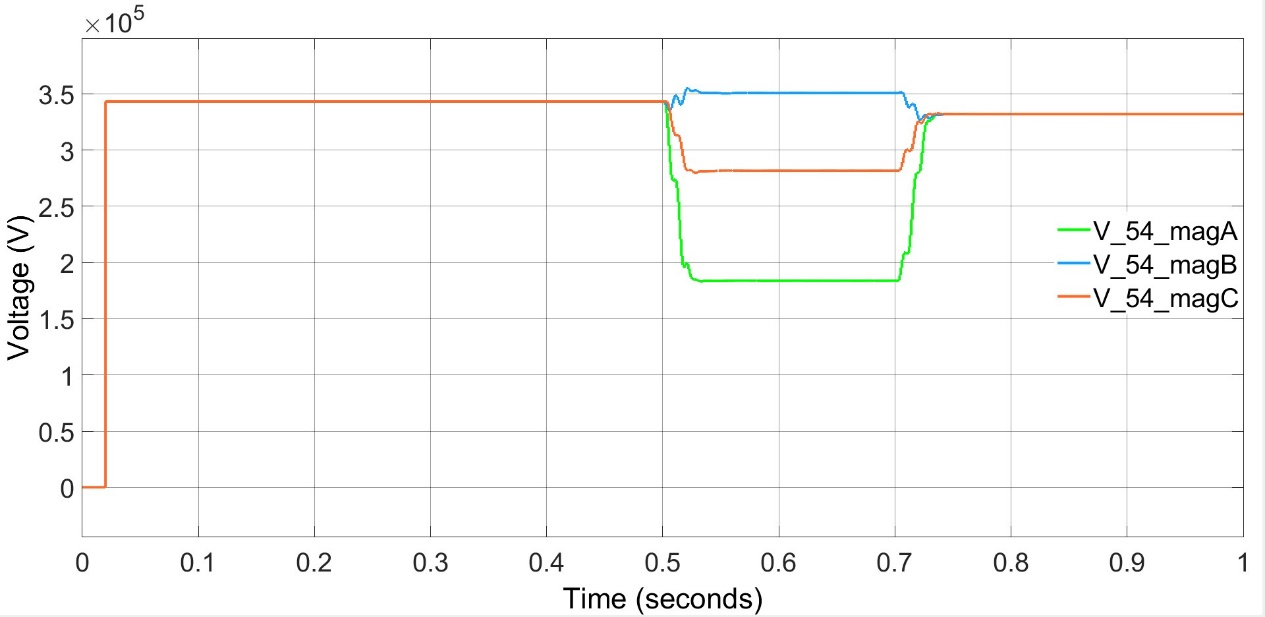 ×10⁵
3.5
3
2.5
2
1.5
1
0.5
0
Voltage (V)
V_54_magA
V_54_magB
V_54_magC
0 0.1 0.2 0.3 0.4 0.5 0.6 0.7 0.8 0.9 1
Time (seconds)